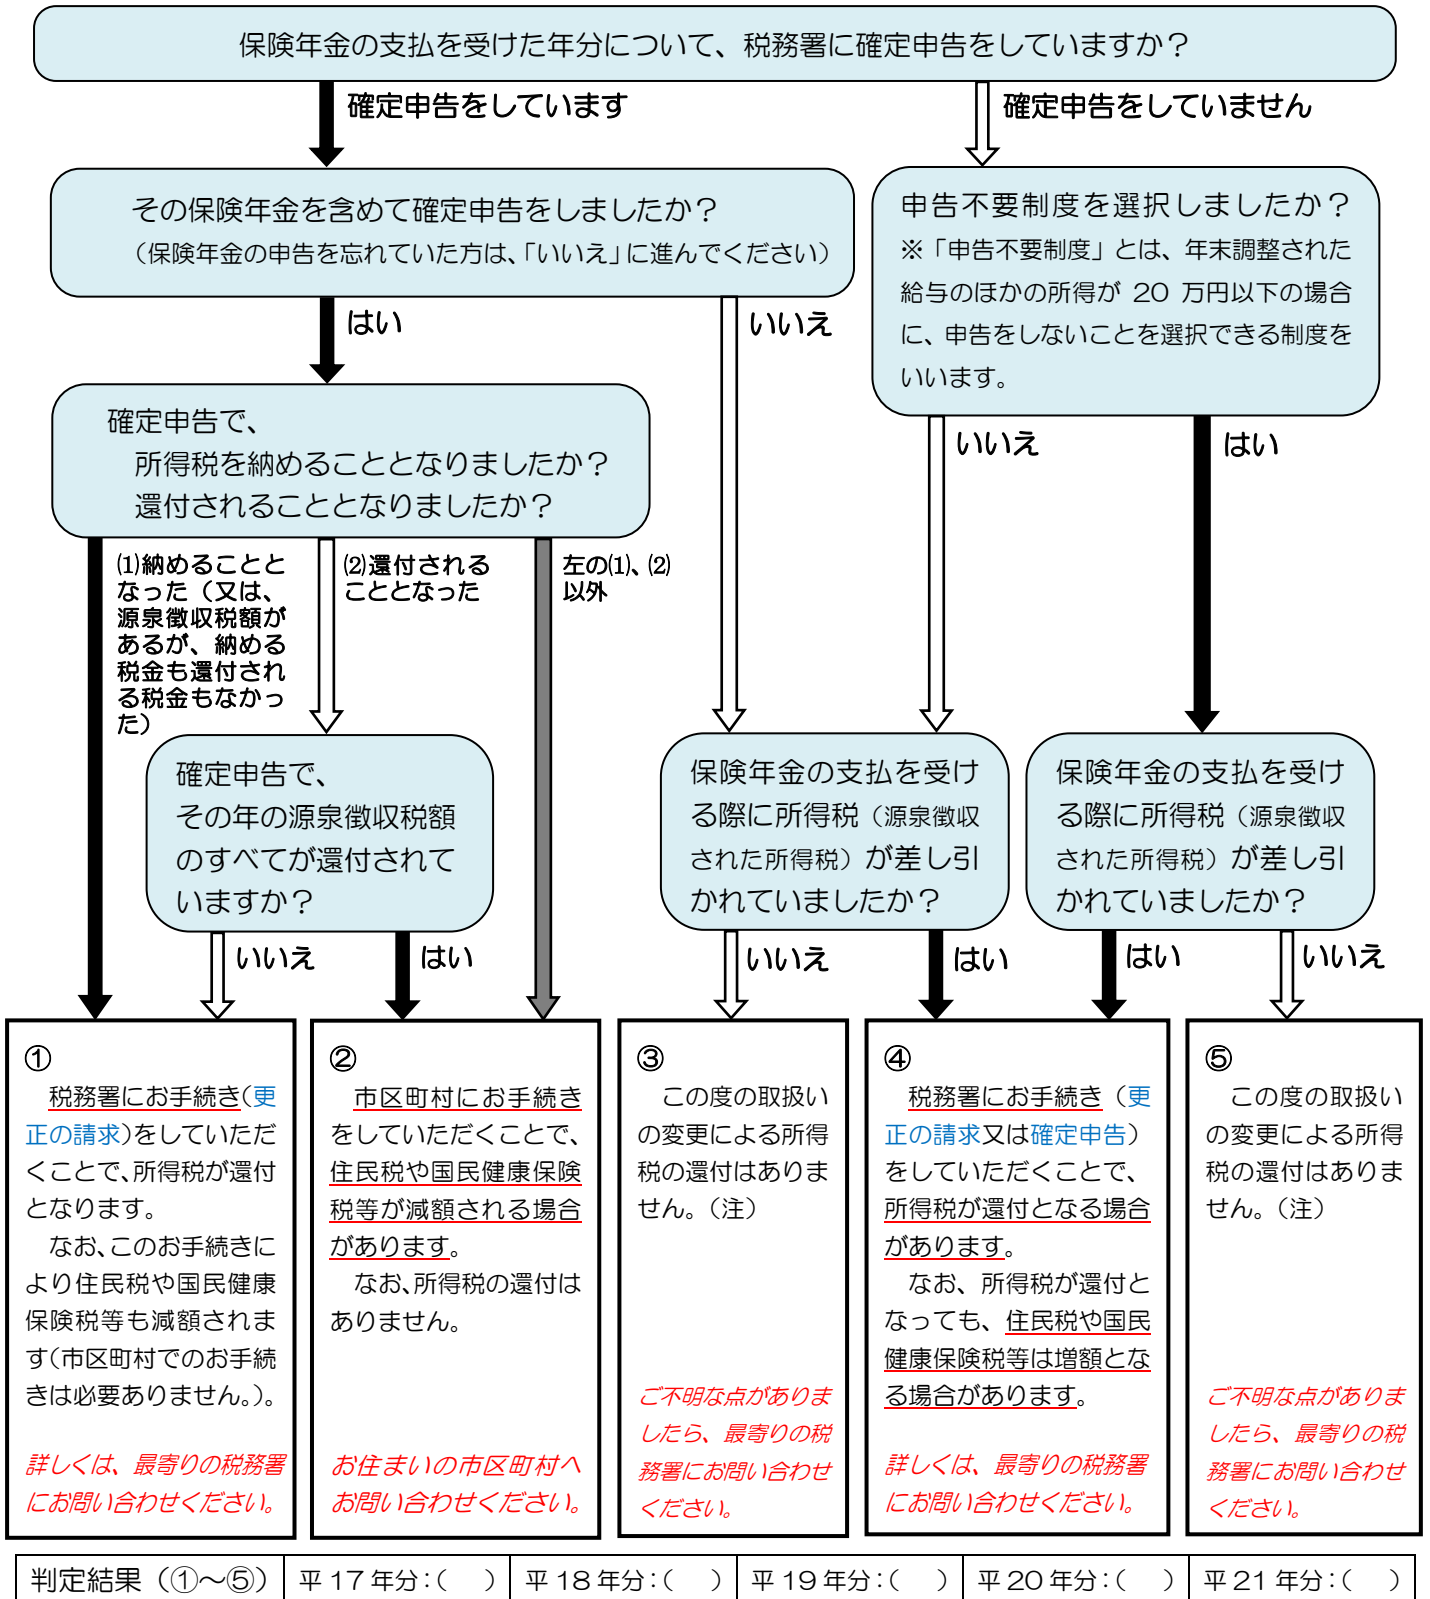 保険年金の支払を受けた年分について、税務署に確定申告をしていますか？
確定申告をしています
確定申告をしていません
その保険年金を含めて確定申告をしましたか？
（保険年金の申告を忘れていた方は、「いいえ」に進んでください）
申告不要制度を選択しましたか？
※「申告不要制度」とは、年末調整された
給与のほかの所得が 20 万円以下の場合
に、申告をしないことを選択できる制度を
いいます。
はい
いいえ
確定申告で、
所得税を納めることとなりましたか？
還付されることとなりましたか？
いいえ
はい
⑴納めることと
なった（又は、
源泉徴収税額が
あるが、納める
税金も還付され
る税金もなかっ
た）
⑵還付される
こととなった
左の⑴、⑵
以外
確定申告で、
その年の源泉徴収税額
のすべてが還付されて
いますか？
保険年金の支払を受け
る際に所得税（源泉徴収
された所得税）が差し引
かれていましたか？
保険年金の支払を受け
る際に所得税（源泉徴収
された所得税）が差し引
かれていましたか？
いいえ
はい
いいえ
はい
はい
いいえ
①
税務署にお手続き（更
正の請求）をしていただ
くことで、所得税が還付
となります。
なお、このお手続きに
より住民税や国民健康
保険税等も減額されま
す（市区町村でのお手続
きは必要ありません。）。
詳しくは、最寄りの税務署
にお問い合わせください。
②
市区町村にお手続き
をしていただくことで、
住民税や国民健康保険
税等が減額される場合
があります。
なお、所得税の還付は
ありません。
お住まいの市区町村へ
お問い合わせください。
③
この度の取扱い
の変更による所得
税の還付はありま
せん。（注）
ご不明な点がありま
したら、最寄りの税
務署にお問い合わせ
ください。
④
税務署にお手続き（更
正の請求又は確定申告）
をしていただくことで、
所得税が還付となる場合
があります。
なお、所得税が還付と
なっても、住民税や国民
健康保険税等は増額とな
る場合があります。
詳しくは、最寄りの税務署
にお問い合わせください。
⑤
この度の取扱い
の変更による所得
税の還付はありま
せん。（注）
ご不明な点がありま
したら、最寄りの税
務署にお問い合わせ
ください。
判定結果（①～⑤） 平 17 年分：（　） 平 18 年分：（　） 平 19 年分：（　） 平 20 年分：（　） 平 21 年分：（　）